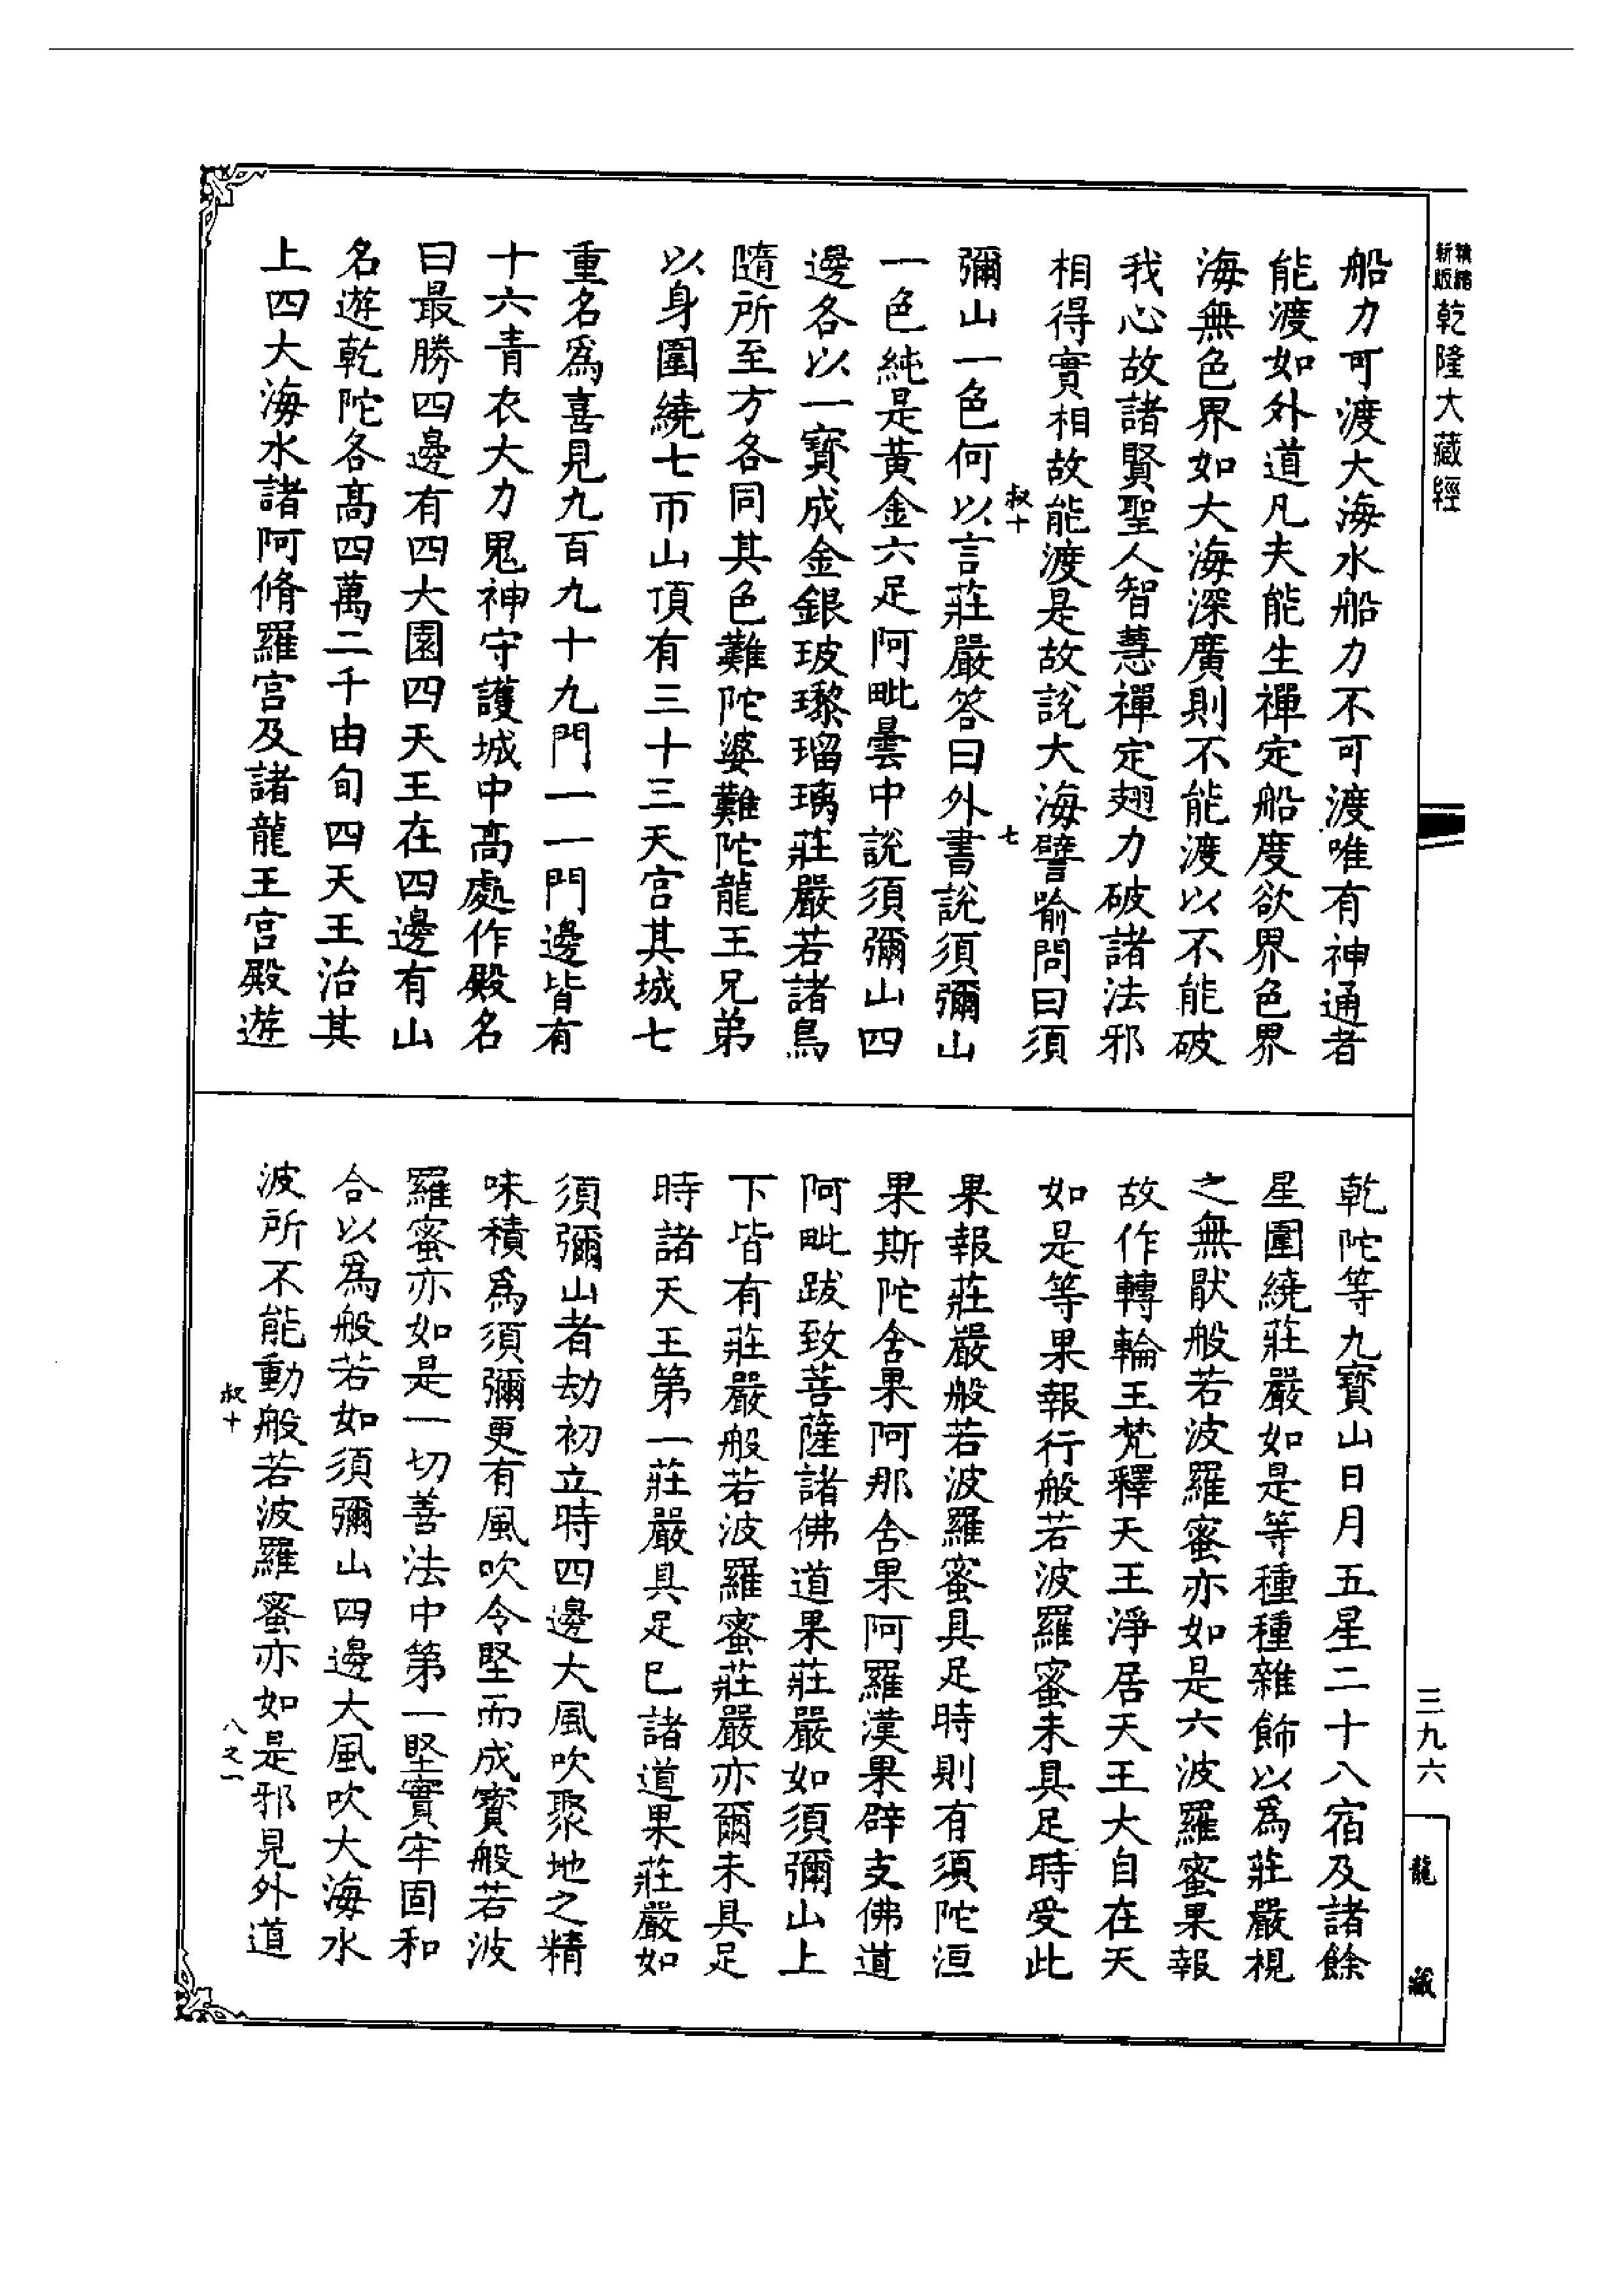 精縮
新版
乾隆大藏經
船力可渡大海水船力不可渡唯有神通者
能渡如外道凡夫能生禪定船度欲界色界
海無色界如大海深廣則不能渡以不能破
我心故諸賢聖人智慧禪定翅力破諸法邪
相得實相故能渡是故說大海譬喻問曰須
叔十
七
彌山一色何以言莊嚴答曰外書說須彌山
一色純是黃金六足阿毗曇中說須彌山四
邊各以一寶成金銀玻瓈瑠璃莊嚴若諸鳥
隨所至方各同其色難陀婆難陀龍王兄弟
以身圍繞七帀山頂有三十三天宮其城七
重名爲喜見九百九十九門一一門邊皆有
十六青衣大力鬼神守護城中高處作殿名
曰最勝四邊有四大園四天王在四邊有山
名遊乾陀各高四萬二千由旬四天王治其
上四大海水諸阿脩羅宮及諸龍王宮殿遊
乾陀等九寶山日月五星二十八宿及諸餘
星圍繞莊嚴如是等種種雜飾以爲莊嚴視
之無猒般若波羅蜜亦如是六波羅蜜果報
故作轉輪王梵釋天王淨居天王大自在天
如是等果報行般若波羅蜜未具足時受此
果報莊嚴般若波羅蜜具足時則有須陀洹
果斯陀含果阿那含果阿羅漢果辟支佛道
阿毗跋致菩薩諸佛道果莊嚴如須彌山上
下皆有莊嚴般若波羅蜜莊嚴亦爾未具足
時諸天王第一莊嚴具足已諸道果莊嚴如
須彌山者劫初立時四邊大風吹聚地之精
味積爲須彌更有風吹令堅而成寶般若波
羅蜜亦如是一切善法中第一堅實牢固和
合以爲般若如須彌山四邊大風吹大海水
波所不能動般若波羅蜜亦如是邪見外道
叔十
八之一
三九六
龍藏